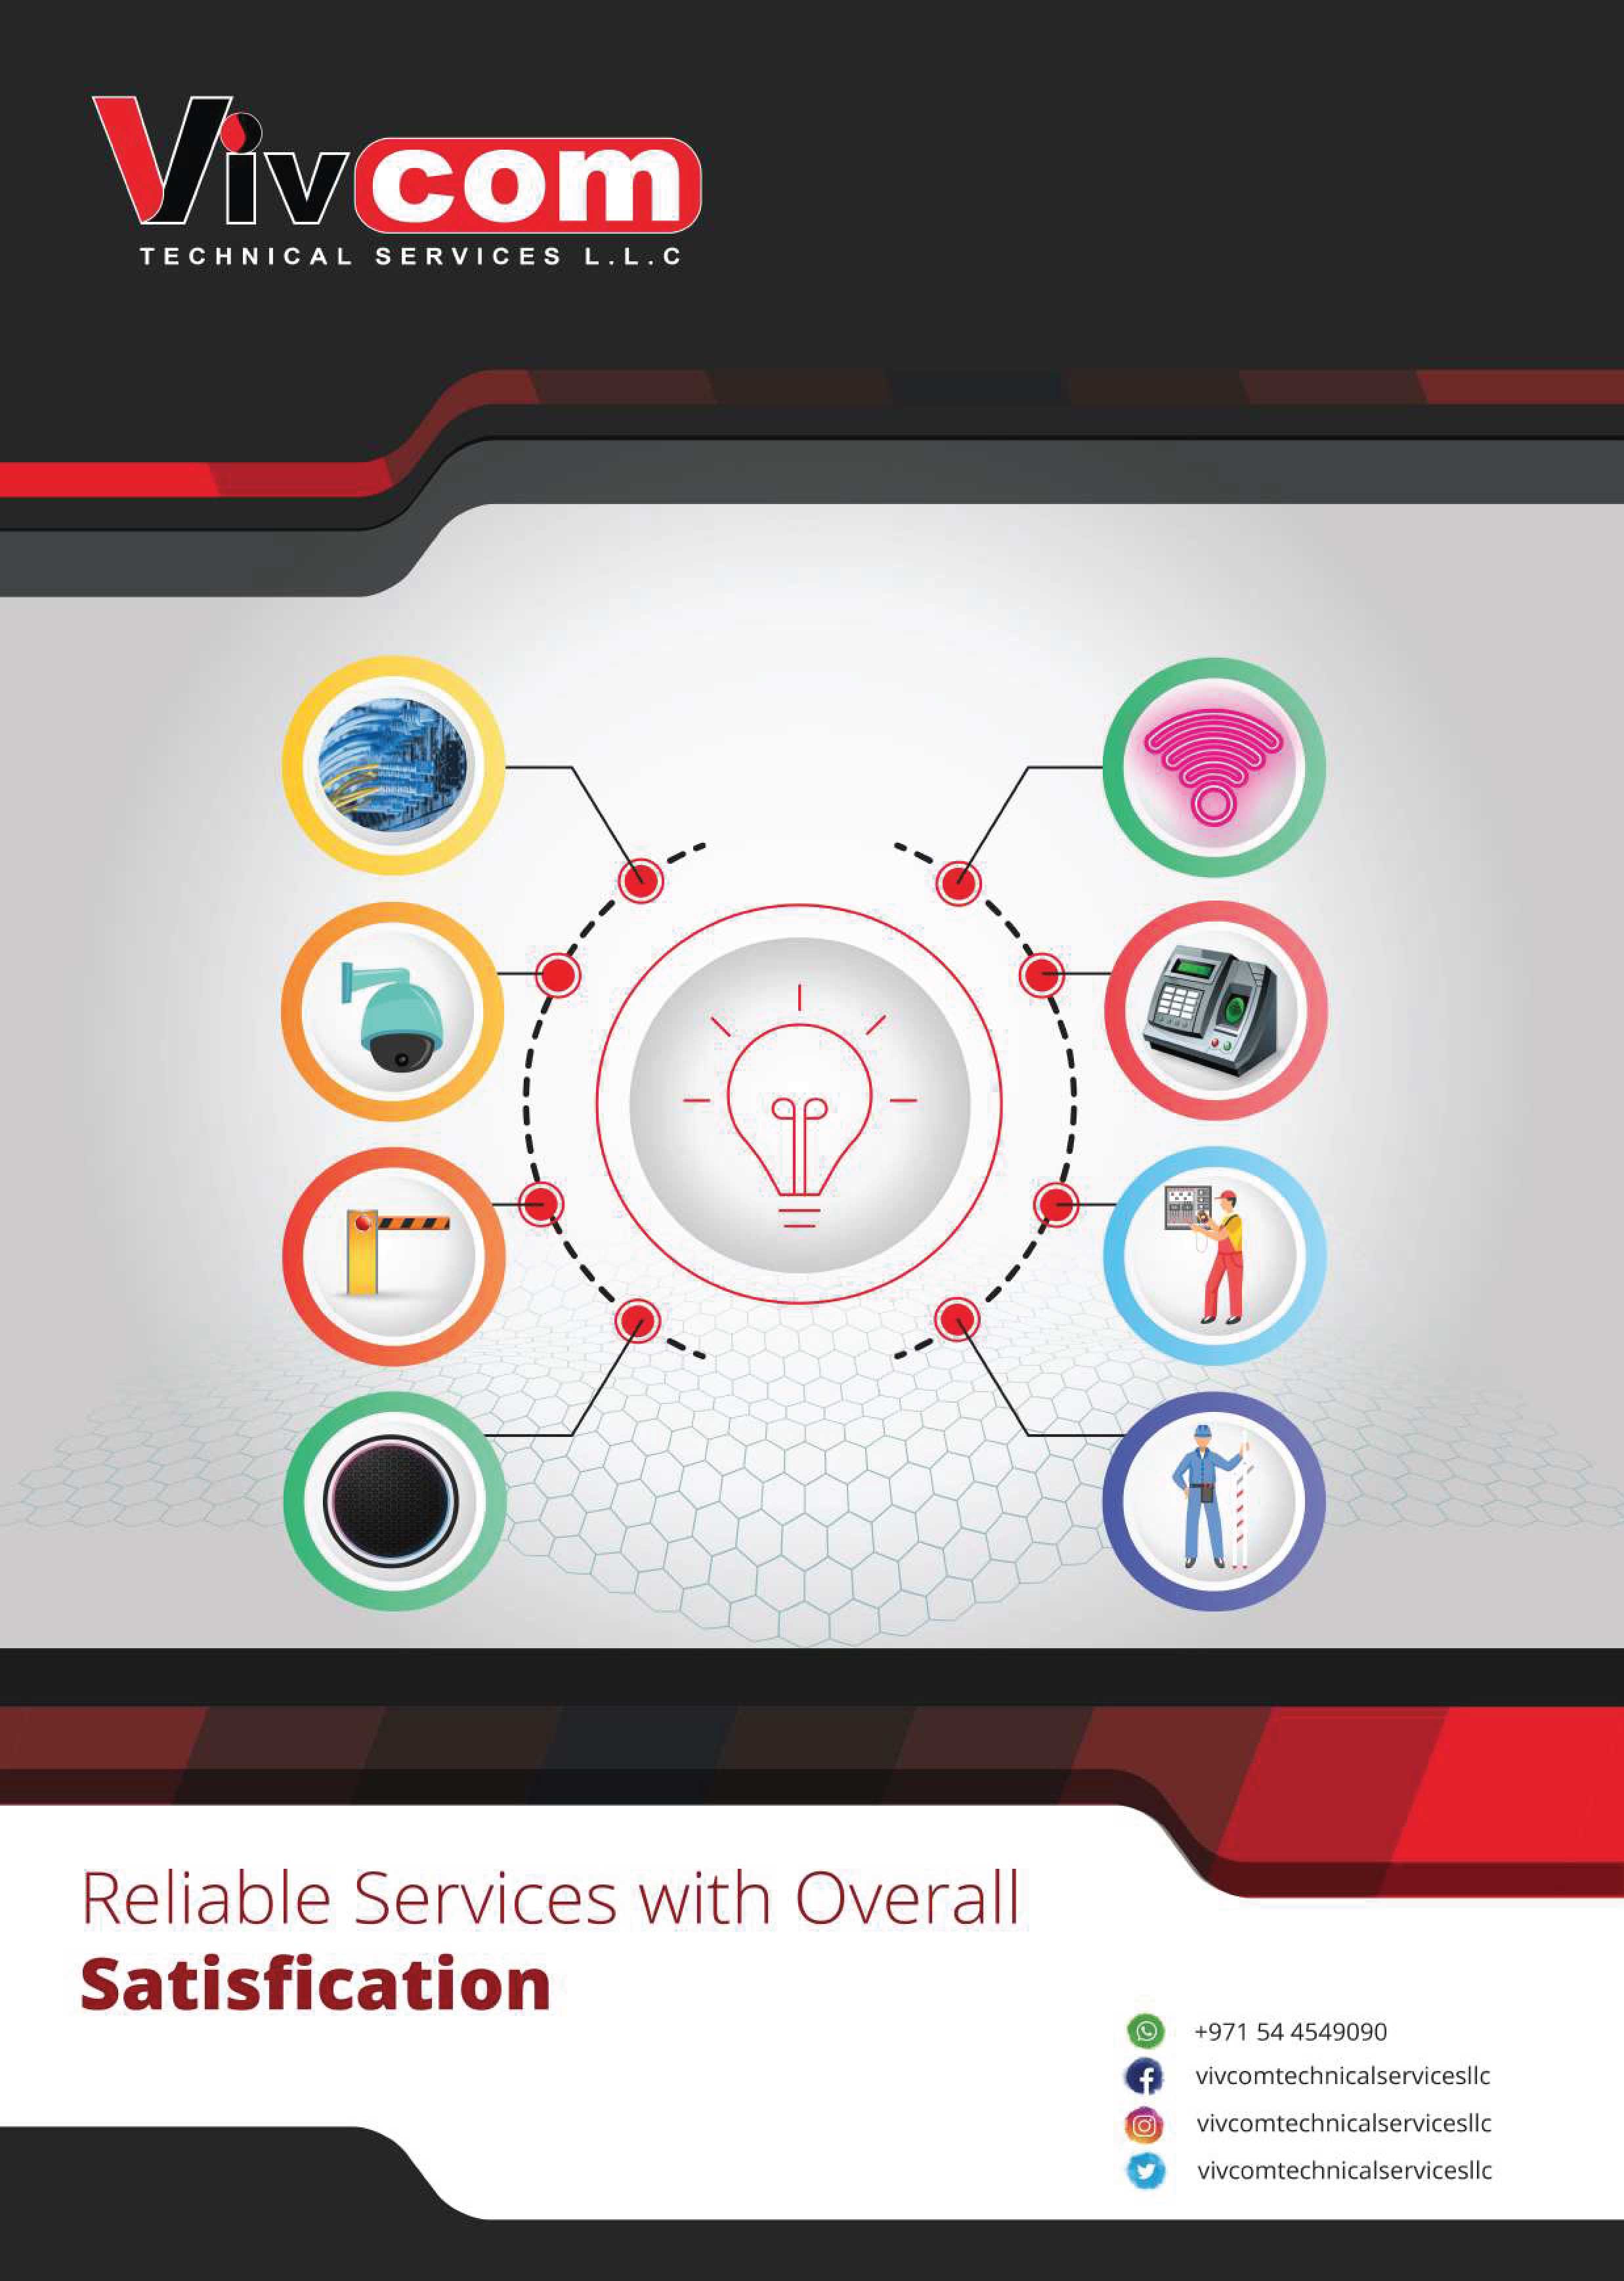 Vivcom
TECHNICAL SERVICES L.L.C
Reliable Services with Overall
Satisfication
+971 54 4549090
vivcomtechnicalservicesllc
vivcomtechnicalservicesllc
vivcomtechnicalservicesllc